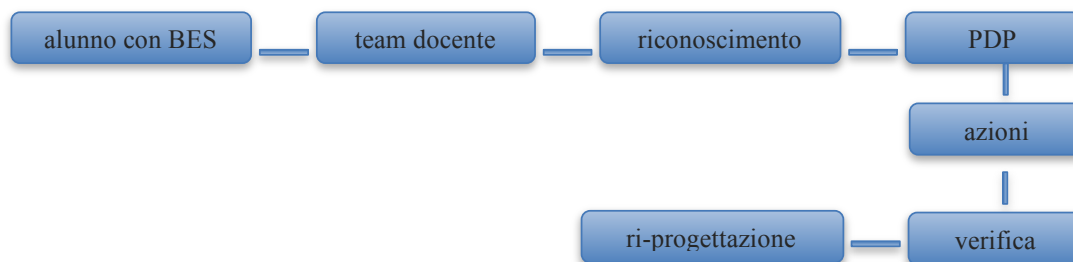 alunno con BES
team docente
riconoscimento
PDP
azioni
verifica
ri-progettazione